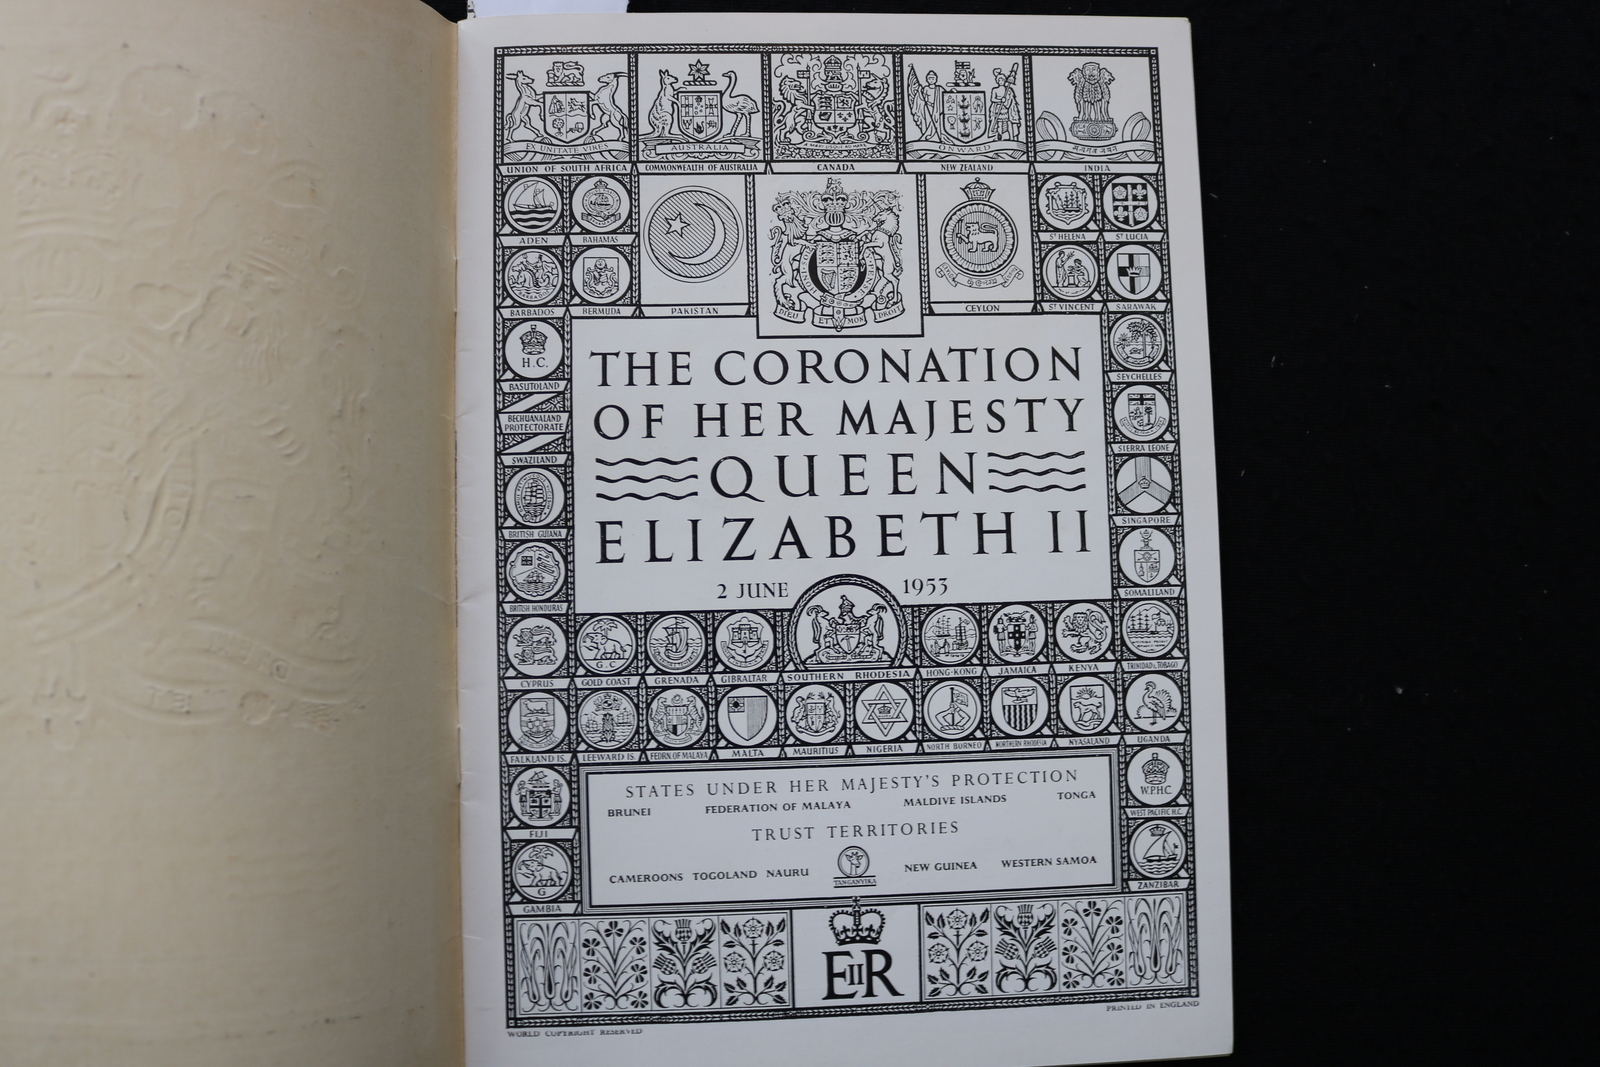 EX UNITATE VIRES
AUSTRALIA
ONWARD
UNION OF SOUTH AFRICA
COMMONWEALTH OF AUSTRALIA
CANADA
NEW ZEALAND
INDIA
ADEN
BAHAMAS
ST HELENA
ST LUCIA
BARBADOS
BERMUDA
PAKISTAN
DIEU ET MON DROIT
CEYLON
ST VINCENT
SARAWAK
H.C.
BASUTOLAND
SEYCHELLES
BECHUANALAND
PROTECTORATE
SWAZILAND
SIERRA LEONE
BRITISH GUIANA
SINGAPORE
BRITISH HONDURAS
SOMALILAND
THE CORONATION
OF HER MAJESTY
QUEEN
ELIZABETH II
2 JUNE 1953
G.C
CYPRUS
GOLD COAST
GRENADA
GIBRALTAR
SOUTHERN RHODESIA
HONG-KONG
JAMAICA
KENYA
TRINIDAD & TOBAGO
FALKLAND IS.
LEEWARD IS.
FEDRN. OF MALAYA
MALTA
MAURITIUS
NIGERIA
NORTH BORNEO
NORTHERN RHODESIA
NYASALAND
UGANDA
FIJI
W.P.H.C.
WEST PACIFIC H.C.
G
GAMBIA
ZANZIBAR
STATES UNDER HER MAJESTY'S PROTECTION
BRUNEI FEDERATION OF MALAYA MALDIVE ISLANDS TONGA
TRUST TERRITORIES
CAMEROONS TOGOLAND NAURU TANGANYIKA NEW GUINEA WESTERN SAMOA
EIIR
WORLD COPYRIGHT RESERVED
PRINTED IN ENGLAND